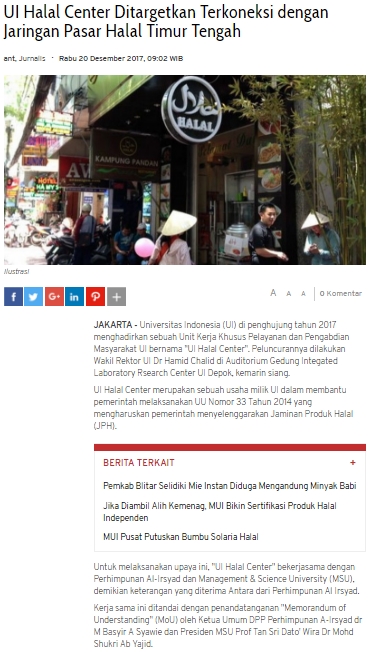 UI Halal Center Ditargetkan Terkoneksi dengan
Jaringan Pasar Halal Timur Tengah
ant, Jurnalis · Rabu 20 Desember 2017, 09:02 WIB
حلال
HALAL
KAMPUNG PANDAN
AVA
HOTEL
HA MY
Ilustrasi
A A A 0 Komentar
JAKARTA - Universitas Indonesia (UI) di penghujung tahun 2017
menghadirkan sebuah Unit Kerja Khusus Pelayanan dan Pengabdian
Masyarakat UI bernama "UI Halal Center". Peluncurannya dilakukan
Wakil Rektor UI Dr Hamid Chalid di Auditorium Gedung Integated
Laboratory Rsearch Center UI Depok, kemarin siang.
UI Halal Center merupakan sebuah usaha milik UI dalam membantu
pemerintah melaksanakan UU Nomor 33 Tahun 2014 yang
mengharuskan pemerintah menyelenggarakan Jaminan Produk Halal
(JPH).
BERITA TERKAIT +
Pemkab Blitar Selidiki Mie Instan Diduga Mengandung Minyak Babi
Jika Diambil Alih Kemenag, MUI Bikin Sertifikasi Produk Halal
Independen
MUI Pusat Putuskan Bumbu Solaria Halal
Untuk melaksanakan upaya ini, "UI Halal Center" bekerjasama dengan
Perhimpunan Al-Irsyad dan Management & Science University (MSU),
demikian keterangan yang diterima Antara dari Perhimpunan Al Irsyad.
Kerja sama ini ditandai dengan penandatanganan "Memorandum of
Understanding" (MoU) oleh Ketua Umum DPP Perhimpunan A-Irsyad dr
M Basyir A Syawie dan Presiden MSU Prof Tan Sri Dato' Wira Dr Mohd
Shukri Ab Yajid.